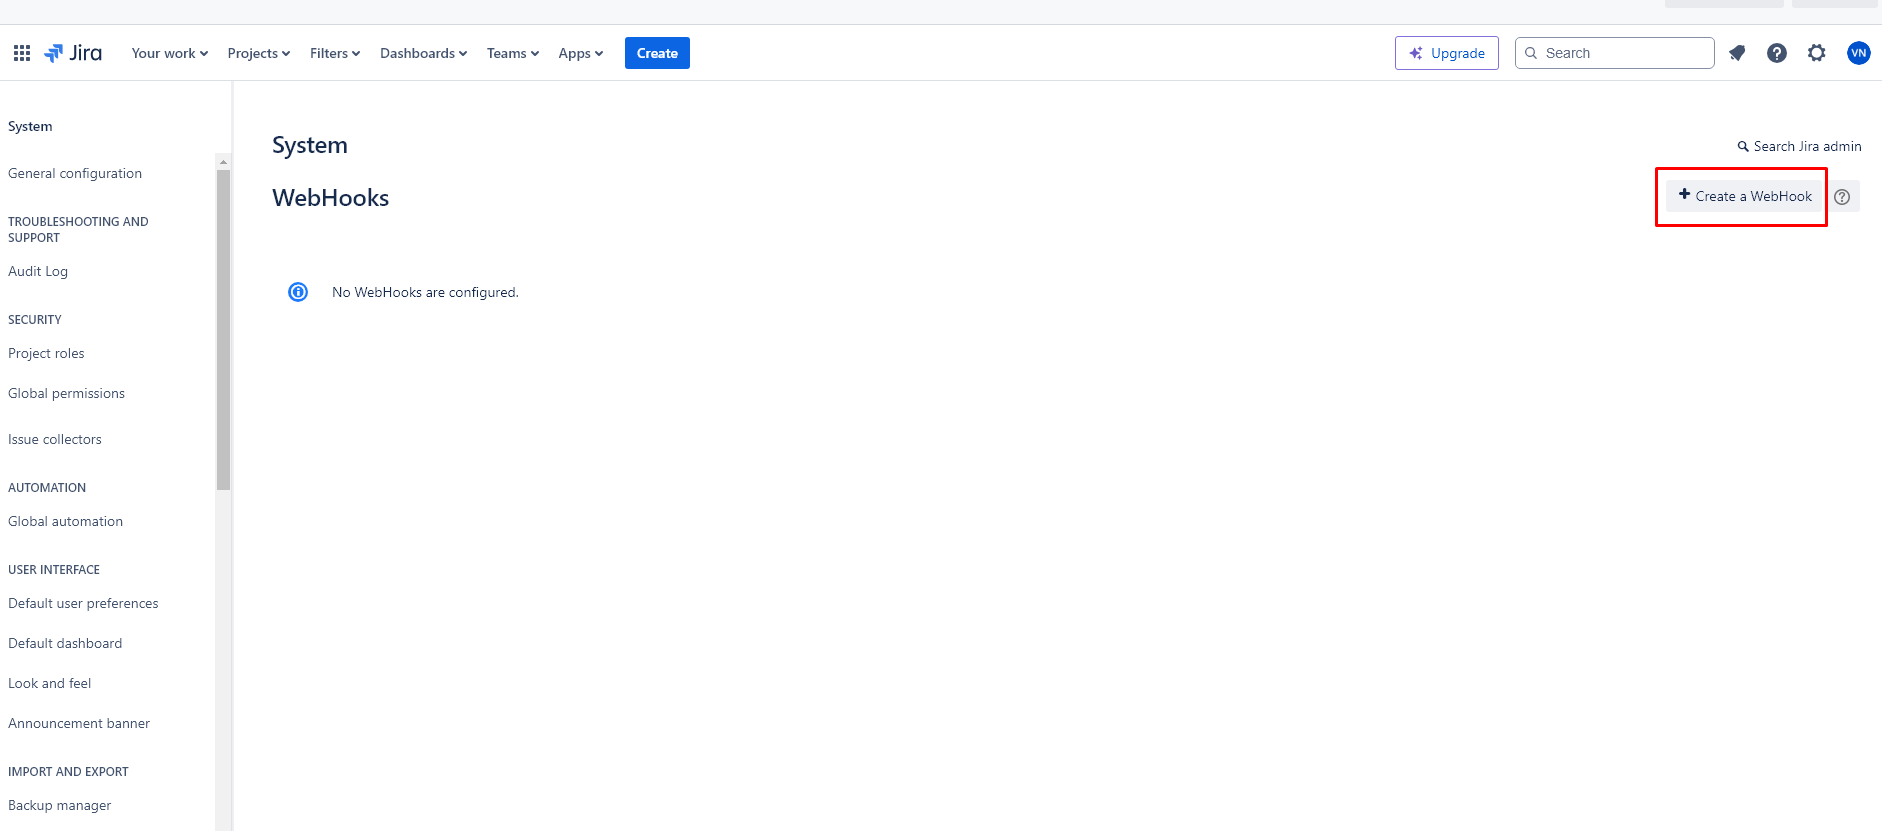 Jira
Your work Projects Filters Dashboards Teams Apps Create Upgrade Search VN
System
General configuration
TROUBLESHOOTING AND
SUPPORT
Audit Log
SECURITY
Project roles
Global permissions
Issue collectors
AUTOMATION
Global automation
USER INTERFACE
Default user preferences
Default dashboard
Look and feel
Announcement banner
IMPORT AND EXPORT
Backup manager
System
Search Jira admin
WebHooks
+ Create a WebHook
No WebHooks are configured.